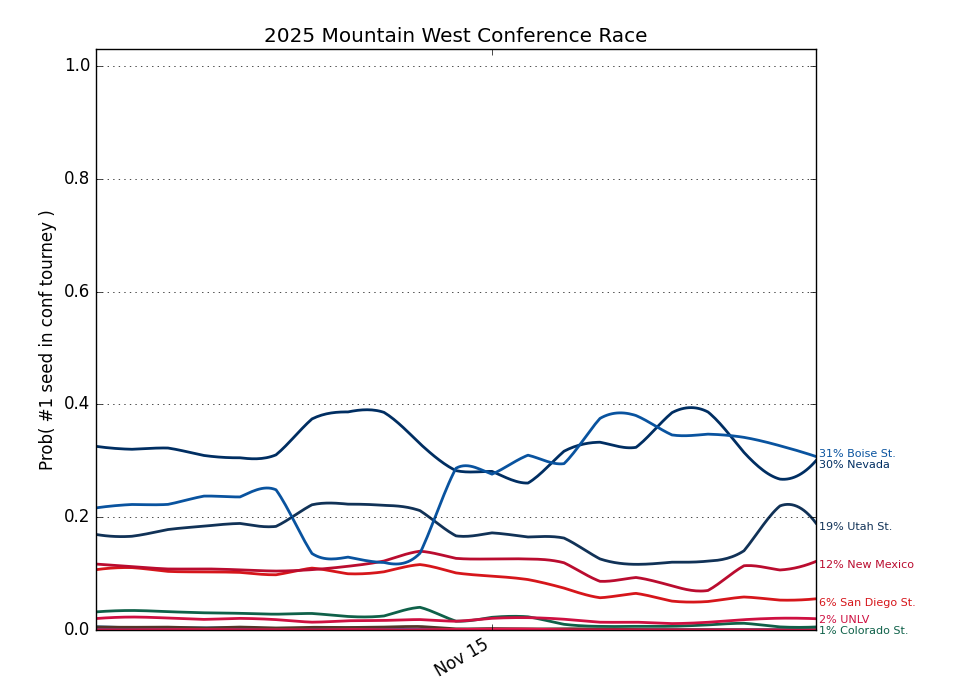 2025 Mountain West Conference Race
Prob( #1 seed in conf tourney )
1.0
0.8
0.6
0.4
0.2
0.0
Nov 15
31% Boise St.
30% Nevada
19% Utah St.
12% New Mexico
6% San Diego St.
2% UNLV
1% Colorado St.